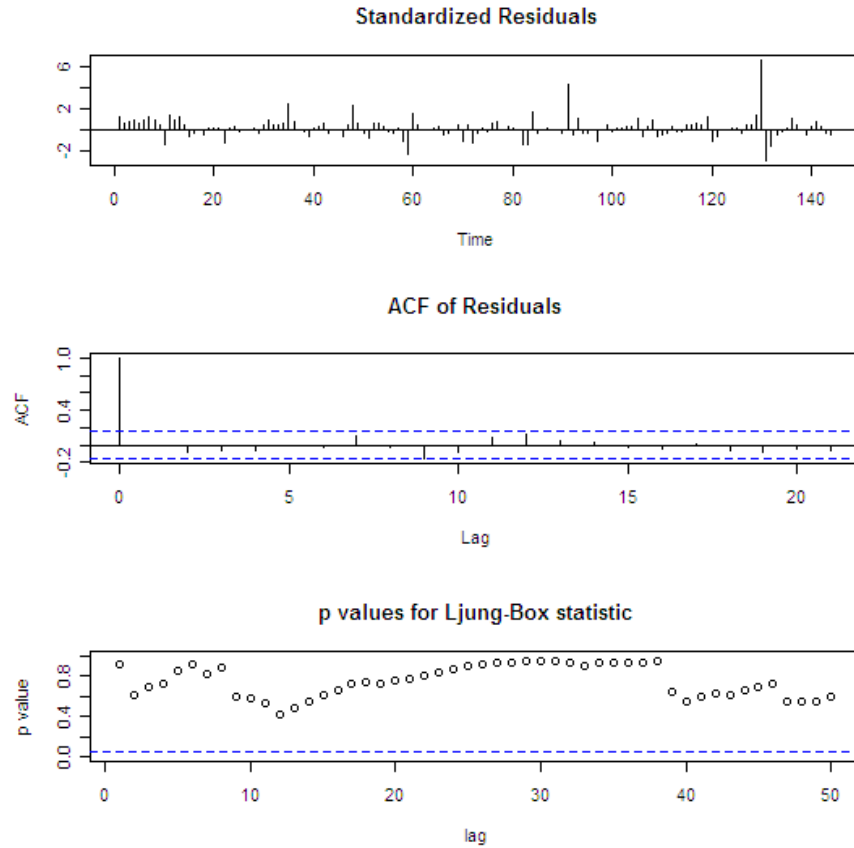 Standardized Residuals
6
2
-2
0 20 40 60 80 100 120 140
Time
ACF of Residuals
1.0
0.4
-0.2
ACF
0 5 10 15 20
Lag
p values for Ljung-Box statistic
0.8
0.4
0.0
p value
0 10 20 30 40 50
lag